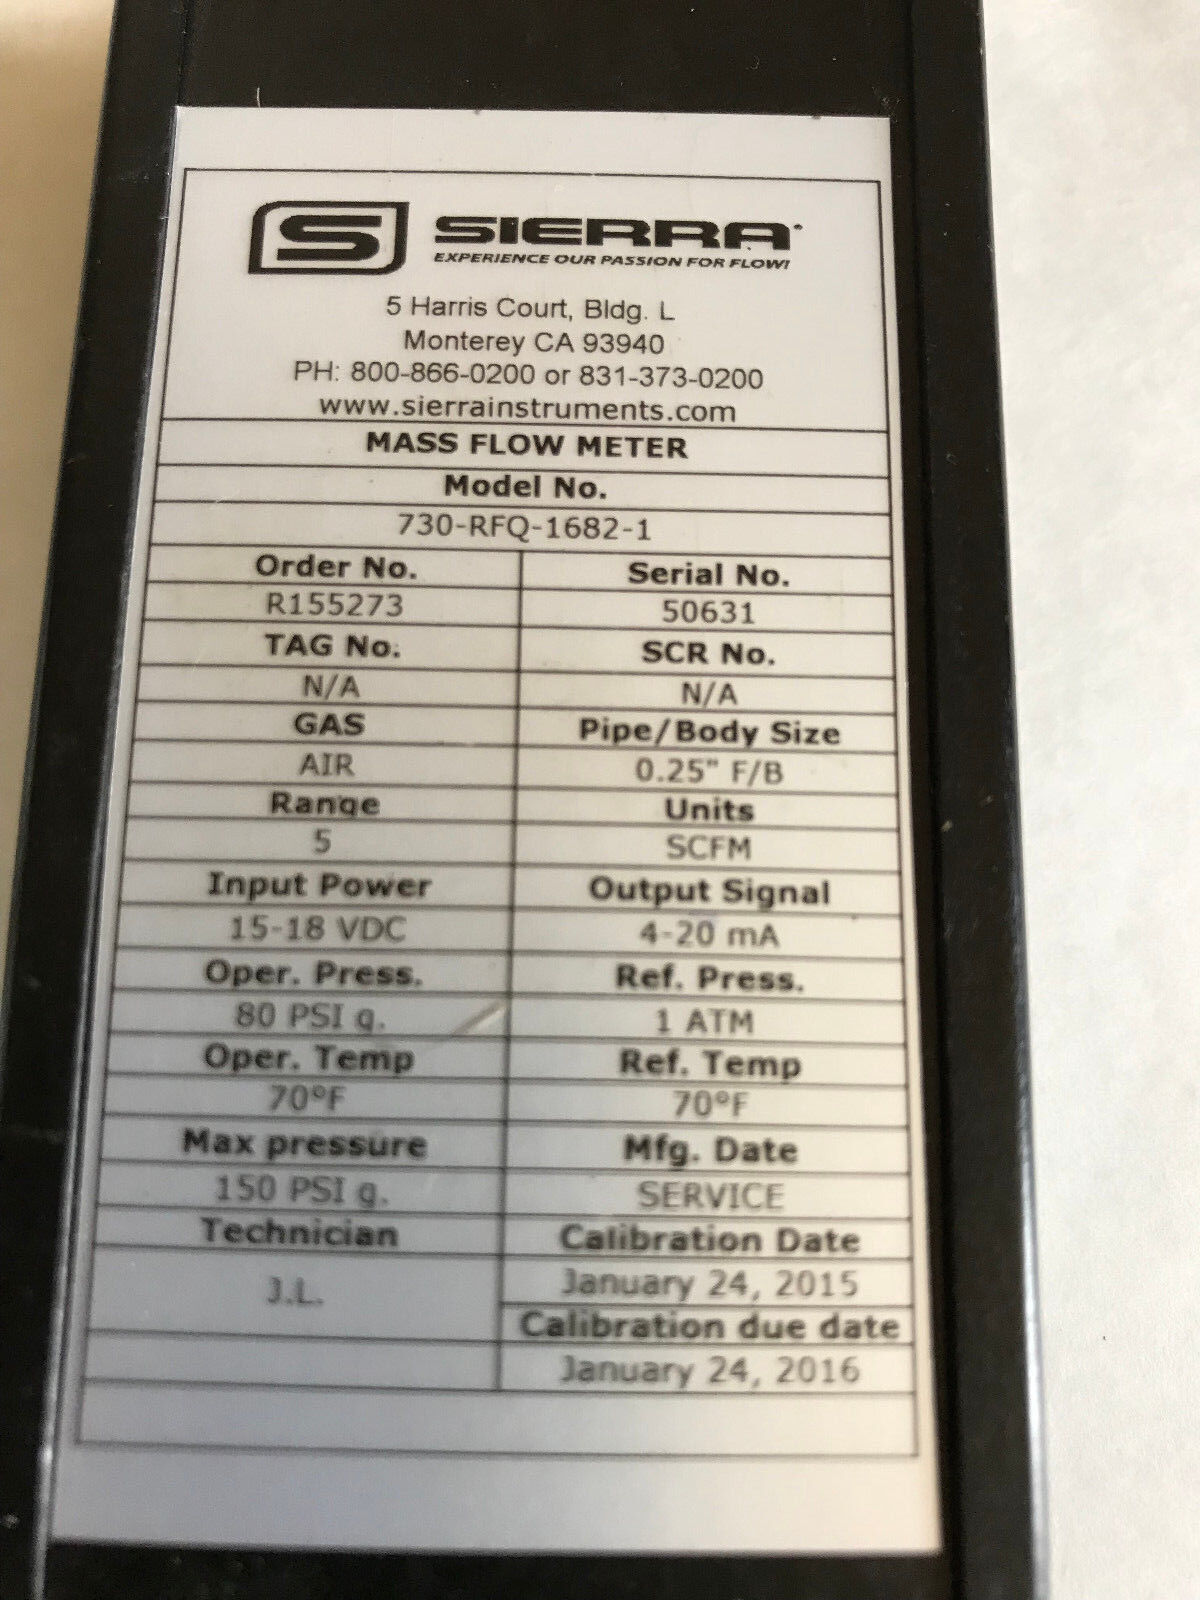 S SIERRA
EXPERIENCE OUR PASSION FOR FLOW!
5 Harris Court, Bldg. L
Monterey CA 93940
PH: 800-866-0200 or 831-373-0200
www.sierrainstruments.com
MASS FLOW METER
Model No.
730-RFQ-1682-1
Order No. Serial No.
R155273 50631
TAG No. SCR No.
N/A N/A
GAS Pipe/Body Size
AIR 0.25" F/B
Range Units
5 SCFM
Input Power Output Signal
15-18 VDC 4-20 mA
Oper. Press. Ref. Press.
80 PSI g. 1 ATM
Oper. Temp Ref. Temp
70°F 70°F
Max pressure Mfg. Date
150 PSI g. SERVICE
Technician Calibration Date
J.L. January 24, 2015
Calibration due date
January 24, 2016